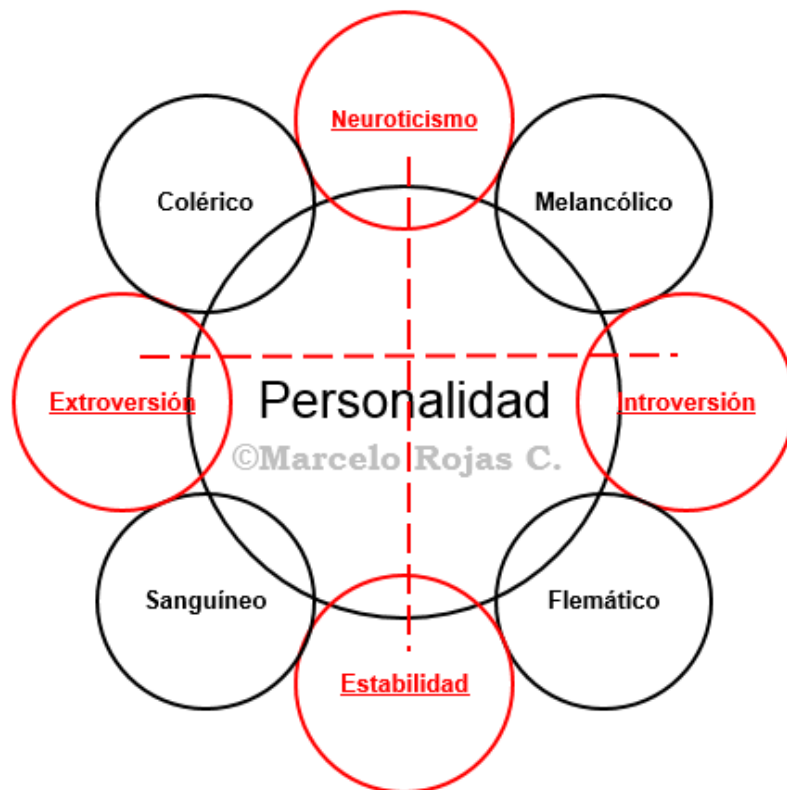 Neuroticismo
Colérico
Melancólico
Extroversión
Personalidad
Introversión
©Marcelo Rojas C.
Sanguíneo
Flemático
Estabilidad